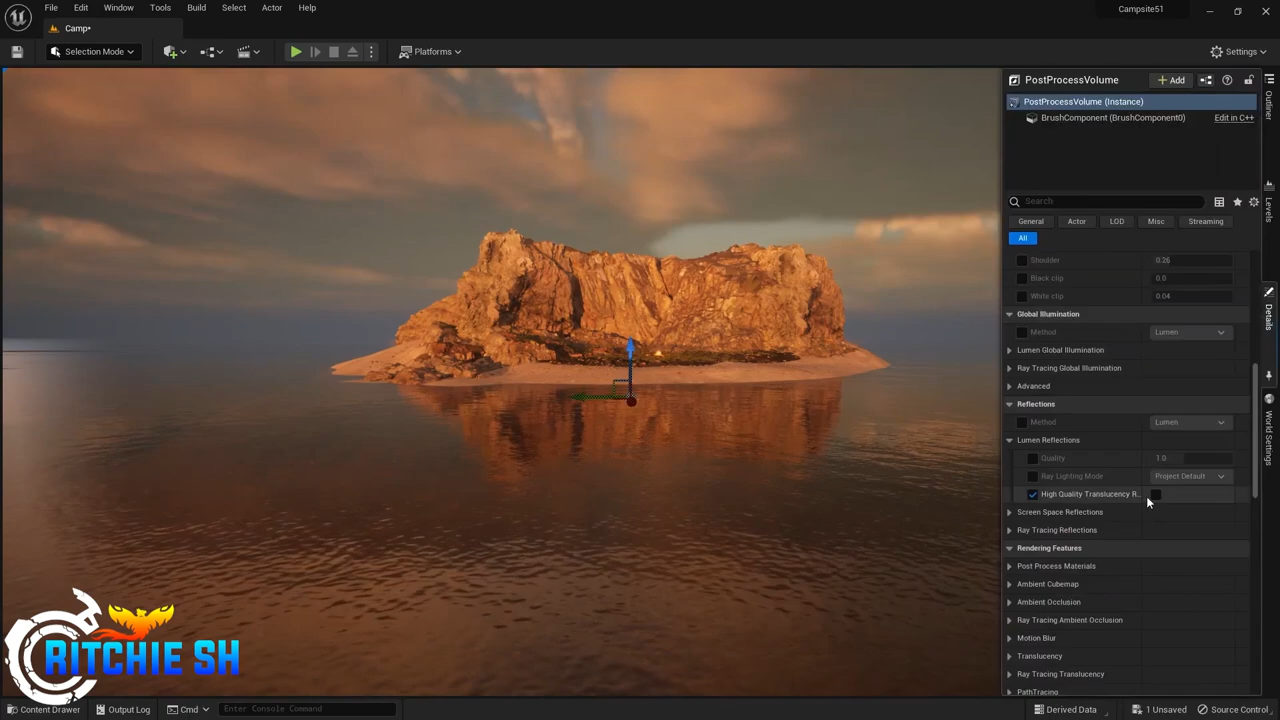 File Edit Window Tools Build Select Actor Help
Campsite51
Camp•
Selection Mode
Platforms
Settings
PostProcessVolume
Add
PostProcessVolume (Instance)
BrushComponent (BrushComponent0) Edit in C++
Search
General Actor LOD Misc Streaming
All
Shoulder 0.26
Black clip 0.0
White clip 0.04
Global Illumination
Method Lumen
Lumen Global Illumination
Ray Tracing Global Illumination
Advanced
Reflections
Method Lumen
Lumen Reflections
Quality 1.0
Ray Lighting Mode Project Default
High Quality Translucency R...
Screen Space Reflections
Ray Tracing Reflections
Rendering Features
Post Process Materials
Ambient Cubemap
Ambient Occlusion
Ray Tracing Ambient Occlusion
Motion Blur
Translucency
Ray Tracing Translucency
PathTracing
Outliner
Levels
Details
World Settings
RITCHIE SH
Content Drawer Output Log Cmd Enter Console Command Derived Data 1 Unsaved Source Control